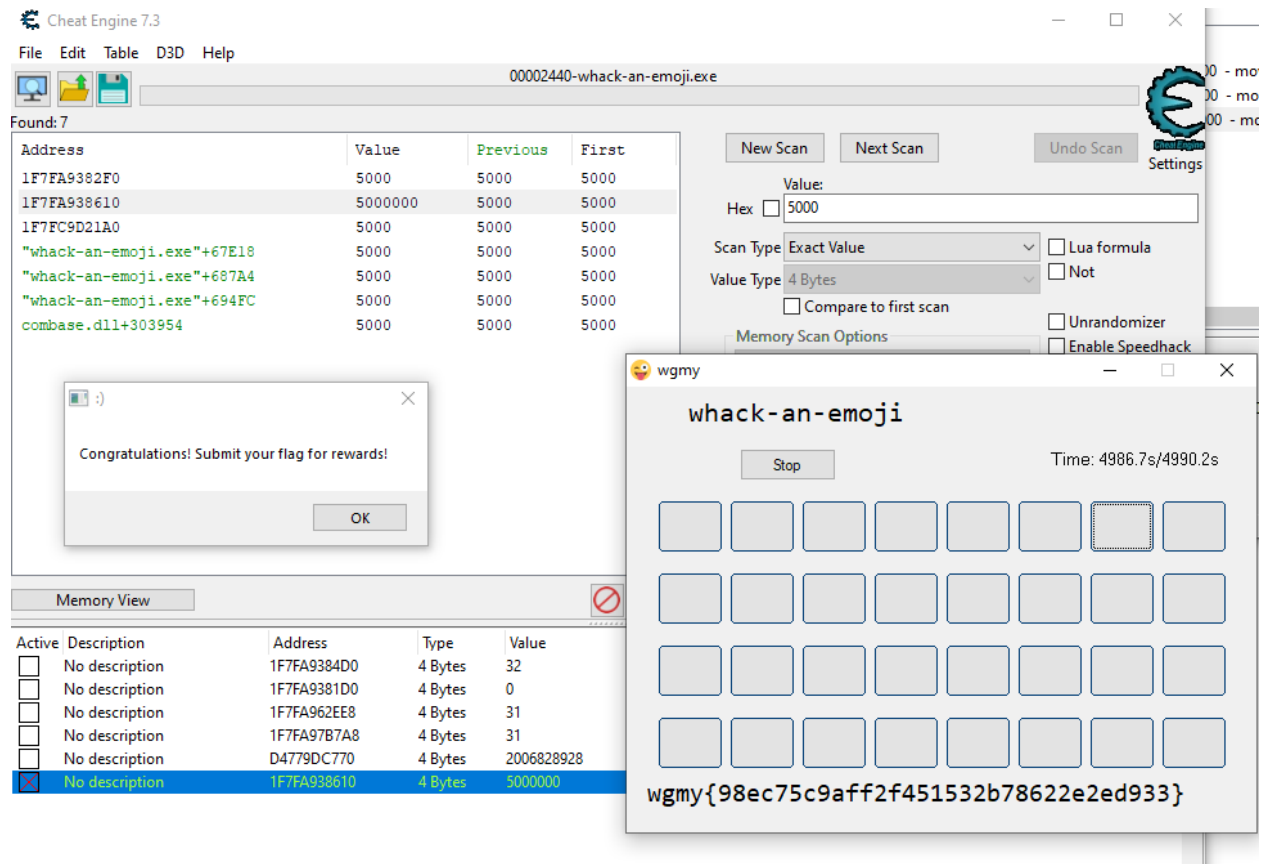 Cheat Engine 7.3
File Edit Table D3D Help
00002440-whack-an-emoji.exe
Found: 7
Address Value Previous First
1F7FA9382F0 5000 5000 5000
1F7FA938610 5000000 5000 5000
1F7FC9D21A0 5000 5000 5000
"whack-an-emoji.exe"+67E18 5000 5000 5000
"whack-an-emoji.exe"+687A4 5000 5000 5000
"whack-an-emoji.exe"+694FC 5000 5000 5000
combase.dll+303954 5000 5000 5000
New Scan Next Scan Undo Scan
Cheat Engine
Settings
Value:
Hex 5000
Scan Type Exact Value Lua formula
Not
Value Type 4 Bytes
Compare to first scan
Unrandomizer
Memory Scan Options
Enable Speedhack
:)
Congratulations! Submit your flag for rewards!
OK
wgmy
whack-an-emoji
Stop Time: 4986.7s/4990.2s
wgmy{98ec75c9aff2f451532b78622e2ed933}
Memory View
Active Description Address Type Value
No description 1F7FA9384D0 4 Bytes 32
No description 1F7FA9381D0 4 Bytes 0
No description 1F7FA962EE8 4 Bytes 31
No description 1F7FA97B7A8 4 Bytes 31
No description D4779DC770 4 Bytes 2006828928
No description 1F7FA938610 4 Bytes 5000000